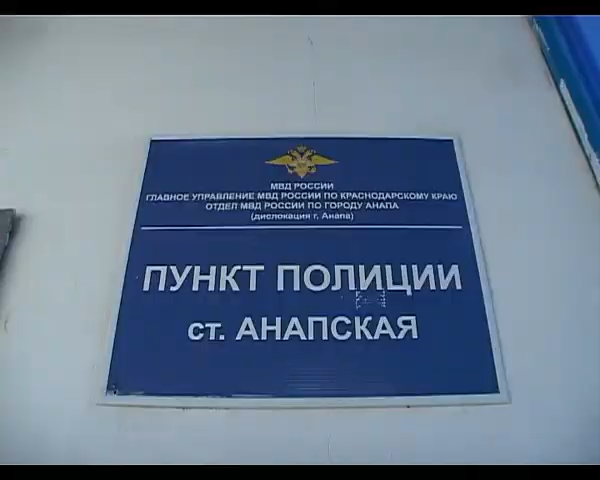 МВД РОССИИ
ГЛАВНОЕ УПРАВЛЕНИЕ МВД РОССИИ ПО КРАСНОДАРСКОМУ КРАЮ
ОТДЕЛ МВД РОССИИ ПО ГОРОДУ АНАПА
(дислокация г. Анапа)
ПУНКТ ПОЛИЦИИ
ст. АНАПСКАЯ